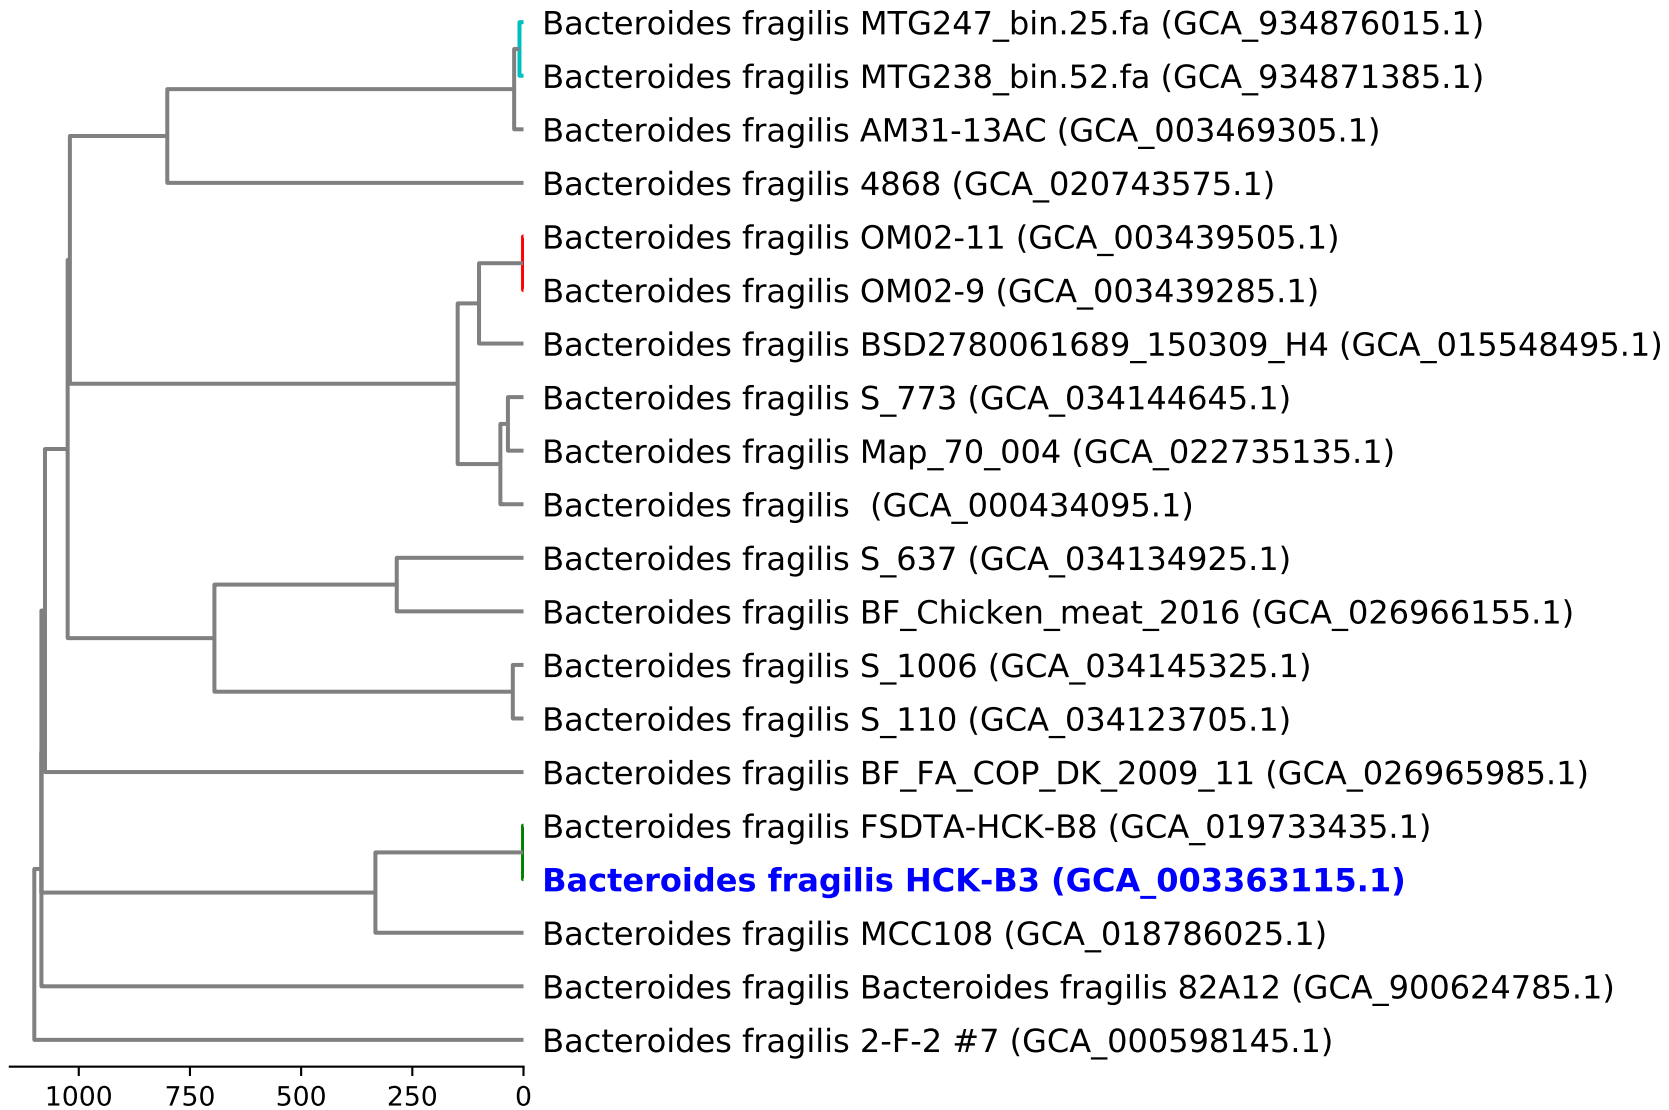 Bacteroides fragilis MTG247_bin.25.fa (GCA_934876015.1)
Bacteroides fragilis MTG238_bin.52.fa (GCA_934871385.1)
Bacteroides fragilis AM31-13AC (GCA_003469305.1)
Bacteroides fragilis 4868 (GCA_020743575.1)
Bacteroides fragilis OM02-11 (GCA_003439505.1)
Bacteroides fragilis OM02-9 (GCA_003439285.1)
Bacteroides fragilis BSD2780061689_150309_H4 (GCA_015548495.1)
Bacteroides fragilis S_773 (GCA_034144645.1)
Bacteroides fragilis Map_70_004 (GCA_022735135.1)
Bacteroides fragilis  (GCA_000434095.1)
Bacteroides fragilis S_637 (GCA_034134925.1)
Bacteroides fragilis BF_Chicken_meat_2016 (GCA_026966155.1)
Bacteroides fragilis S_1006 (GCA_034145325.1)
Bacteroides fragilis S_110 (GCA_034123705.1)
Bacteroides fragilis BF_FA_COP_DK_2009_11 (GCA_026965985.1)
Bacteroides fragilis FSDTA-HCK-B8 (GCA_019733435.1)
Bacteroides fragilis HCK-B3 (GCA_003363115.1)
Bacteroides fragilis MCC108 (GCA_018786025.1)
Bacteroides fragilis Bacteroides fragilis 82A12 (GCA_900624785.1)
Bacteroides fragilis 2-F-2 #7 (GCA_000598145.1)
1000 750 500 250 0